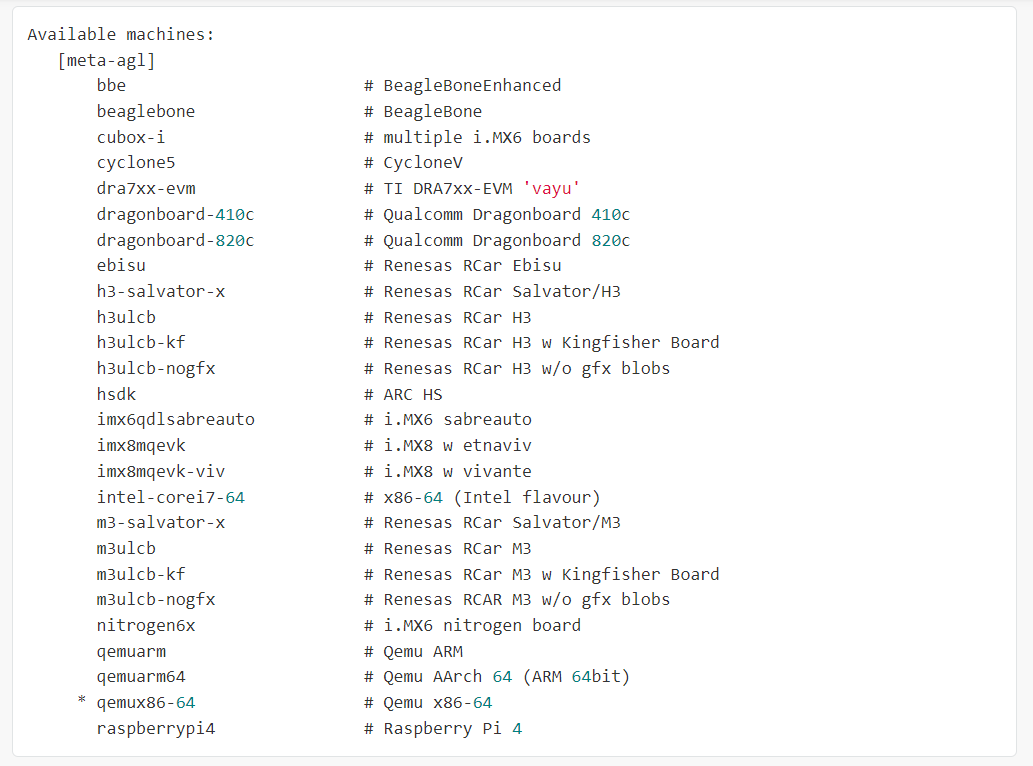 Available machines:
[meta-agl]
bbe # BeagleBoneEnhanced
beaglebone # BeagleBone
cubox-i # multiple i.MX6 boards
cyclone5 # CycloneV
dra7xx-evm # TI DRA7xx-EVM 'vayu'
dragonboard-410c # Qualcomm Dragonboard 410c
dragonboard-820c # Qualcomm Dragonboard 820c
ebisu # Renesas RCar Ebisu
h3-salvator-x # Renesas RCar Salvator/H3
h3ulcb # Renesas RCar H3
h3ulcb-kf # Renesas RCar H3 w Kingfisher Board
h3ulcb-nogfx # Renesas RCar H3 w/o gfx blobs
hsdk # ARC HS
imx6qdlsabreauto # i.MX6 sabreauto
imx8mqevk # i.MX8 w etnaviv
imx8mqevk-viv # i.MX8 w vivante
intel-corei7-64 # x86-64 (Intel flavour)
m3-salvator-x # Renesas RCar Salvator/M3
m3ulcb # Renesas RCar M3
m3ulcb-kf # Renesas RCar M3 w Kingfisher Board
m3ulcb-nogfx # Renesas RCAR M3 w/o gfx blobs
nitrogen6x # i.MX6 nitrogen board
qemuarm # Qemu ARM
qemuarm64 # Qemu AArch 64 (ARM 64bit)
* qemux86-64 # Qemu x86-64
raspberrypi4 # Raspberry Pi 4